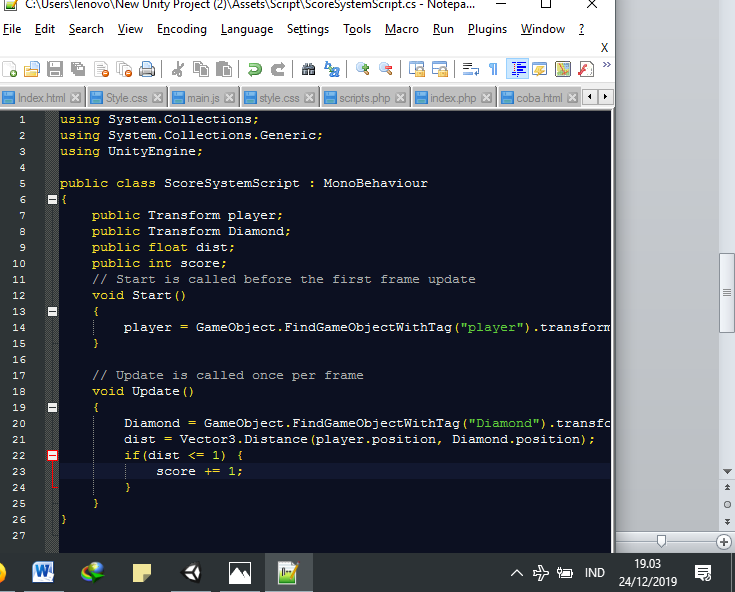 C:\Users\lenovo\New Unity Project (2)\Assets\Script\ScoreSystemScript.cs - Notepa...
File Edit Search View Encoding Language Settings Tools Macro Run Plugins Window ?
X
Index.html Style.css main.js style.css scripts.php index.php coba.html
1 using System.Collections;
2 using System.Collections.Generic;
3 using UnityEngine;
4
5 public class ScoreSystemScript : MonoBehaviour
6 {
7 public Transform player;
8 public Transform Diamond;
9 public float dist;
10 public int score;
11 // Start is called before the first frame update
12 void Start()
13 {
14 player = GameObject.FindGameObjectWithTag("player").transform
15 }
16
17 // Update is called once per frame
18 void Update()
19 {
20 Diamond = GameObject.FindGameObjectWithTag("Diamond").transfo
21 dist = Vector3.Distance(player.position, Diamond.position);
22 if(dist <= 1) {
23 score += 1;
24 }
25 }
26 }
27
IND
19.03
24/12/2019